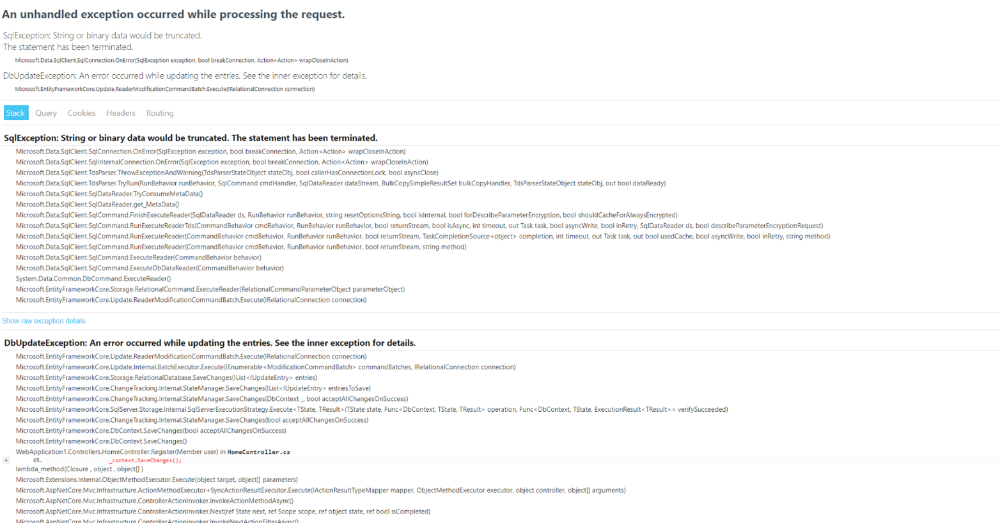 An unhandled exception occurred while processing the request.
SqlException: String or binary data would be truncated.
The statement has been terminated.
Microsoft.Data.SqlClient.SqlConnection.OnError(SqlException exception, bool breakConnection, Action<Action> wrapCloseInAction)
DbUpdateException: An error occurred while updating the entries. See the inner exception for details.
Microsoft.EntityFrameworkCore.Update.ReaderModificationCommandBatch.Execute(IRelationalConnection connection)
Stack Query Cookies Headers Routing
SqlException: String or binary data would be truncated. The statement has been terminated.
Microsoft.Data.SqlClient.SqlConnection.OnError(SqlException exception, bool breakConnection, Action<Action> wrapCloseInAction)
Microsoft.Data.SqlClient.SqlInternalConnection.OnError(SqlException exception, bool breakConnection, Action<Action> wrapCloseInAction)
Microsoft.Data.SqlClient.TdsParser.ThrowExceptionAndWarning(TdsParserStateObject stateObj, bool callerHasConnectionLock, bool asyncClose)
Microsoft.Data.SqlClient.TdsParser.TryRun(RunBehavior runBehavior, SqlCommand cmdHandler, SqlDataReader dataStream, BulkCopySimpleResultSet bulkCopyHandler, TdsParserStateObject stateObj, out bool dataReady)
Microsoft.Data.SqlClient.SqlDataReader.TryConsumeMetaData()
Microsoft.Data.SqlClient.SqlDataReader.get_MetaData()
Microsoft.Data.SqlClient.SqlCommand.FinishExecuteReader(SqlDataReader ds, RunBehavior runBehavior, string resetOptionsString, bool isInternal, bool forDescribeParameterEncryption, bool shouldCacheForAlwaysEncrypted)
Microsoft.Data.SqlClient.SqlCommand.RunExecuteReaderTds(CommandBehavior cmdBehavior, RunBehavior runBehavior, bool returnStream, bool isAsync, int timeout, out Task task, bool asyncWrite, bool inRetry, SqlDataReader ds, bool describeParameterEncryptionRequest)
Microsoft.Data.SqlClient.SqlCommand.RunExecuteReader(CommandBehavior cmdBehavior, RunBehavior runBehavior, bool returnStream, TaskCompletionSource<object> completion, int timeout, out Task task, out bool usedCache, bool asyncWrite, bool inRetry, string method)
Microsoft.Data.SqlClient.SqlCommand.RunExecuteReader(CommandBehavior cmdBehavior, RunBehavior runBehavior, bool returnStream, string method)
Microsoft.Data.SqlClient.SqlCommand.ExecuteReader(CommandBehavior behavior)
Microsoft.Data.SqlClient.SqlCommand.ExecuteDbDataReader(CommandBehavior behavior)
System.Data.Common.DbCommand.ExecuteReader()
Microsoft.EntityFrameworkCore.Storage.RelationalCommand.ExecuteReader(RelationalCommandParameterObject parameterObject)
Microsoft.EntityFrameworkCore.Update.ReaderModificationCommandBatch.Execute(IRelationalConnection connection)
Show raw exception details
DbUpdateException: An error occurred while updating the entries. See the inner exception for details.
Microsoft.EntityFrameworkCore.Update.ReaderModificationCommandBatch.Execute(IRelationalConnection connection)
Microsoft.EntityFrameworkCore.Update.Internal.BatchExecutor.Execute(IEnumerable<ModificationCommandBatch> commandBatches, IRelationalConnection connection)
Microsoft.EntityFrameworkCore.Storage.RelationalDatabase.SaveChanges(IList<IUpdateEntry> entries)
Microsoft.EntityFrameworkCore.ChangeTracking.Internal.StateManager.SaveChanges(IList<IUpdateEntry> entriesToSave)
Microsoft.EntityFrameworkCore.ChangeTracking.Internal.StateManager.SaveChanges(DbContext _, bool acceptAllChangesOnSuccess)
Microsoft.EntityFrameworkCore.SqlServer.Storage.Internal.SqlServerExecutionStrategy.Execute<TState, TResult>(TState state, Func<DbContext, TState, TResult> operation, Func<DbContext, TState, ExecutionResult<TResult>> verifySucceeded)
Microsoft.EntityFrameworkCore.ChangeTracking.Internal.StateManager.SaveChanges(bool acceptAllChangesOnSuccess)
Microsoft.EntityFrameworkCore.DbContext.SaveChanges(bool acceptAllChangesOnSuccess)
Microsoft.EntityFrameworkCore.DbContext.SaveChanges()
WebApplication1.Controllers.HomeController.Register(Member user) in HomeController.cs
+ 65. _context.SaveChanges();
lambda_method(Closure , object , object[] )
Microsoft.Extensions.Internal.ObjectMethodExecutor.Execute(object target, object[] parameters)
Microsoft.AspNetCore.Mvc.Infrastructure.ActionMethodExecutor+SyncActionResultExecutor.Execute(IActionResultTypeMapper mapper, ObjectMethodExecutor executor, object controller, object[] arguments)
Microsoft.AspNetCore.Mvc.Infrastructure.ControllerActionInvoker.InvokeActionMethodAsync()
Microsoft.AspNetCore.Mvc.Infrastructure.ControllerActionInvoker.Next(ref State next, ref Scope scope, ref object state, ref bool isCompleted)
Microsoft.AspNetCore.Mvc.Infrastructure.ControllerActionInvoker.InvokeNextActionFilterAsync()